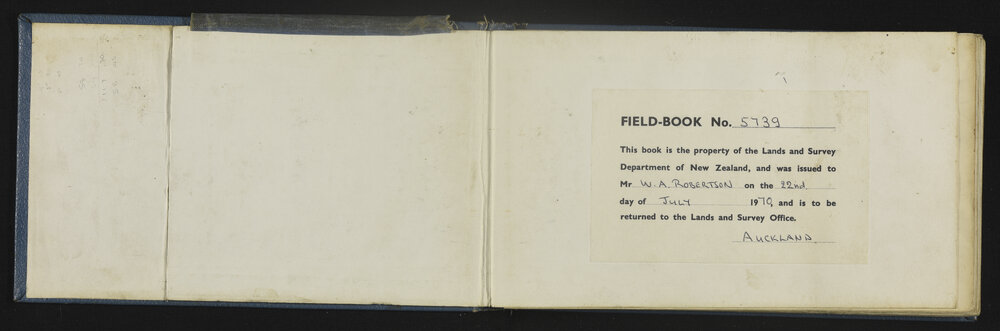 FIELD-BOOK No. 5739
This book is the property of the Lands and Survey
Department of New Zealand, and was issued to
Mr W. A. ROBERTSON on the 22nd
day of JULY 1970, and is to be
returned to the Lands and Survey Office.
AUCKLAND.